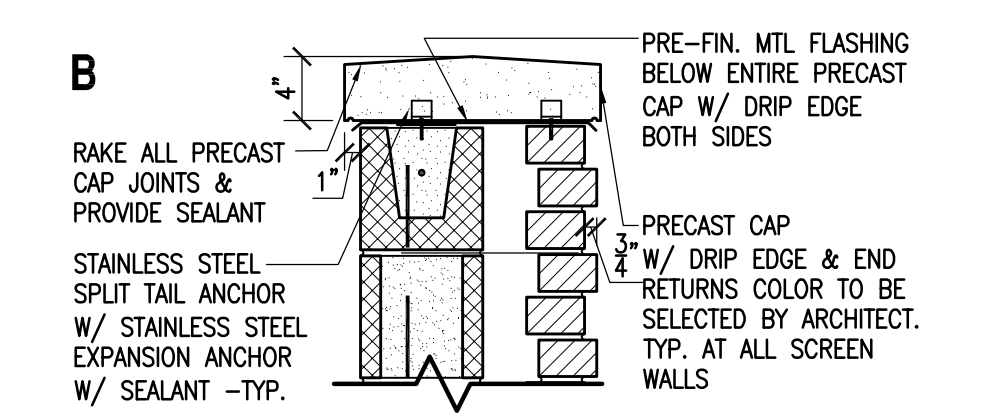 B
4"
RAKE ALL PRECAST
CAP JOINTS &
PROVIDE SEALANT
1"
STAINLESS STEEL
SPLIT TAIL ANCHOR
W/ STAINLESS STEEL
EXPANSION ANCHOR
W/ SEALANT -TYP.
PRE-FIN. MTL FLASHING
BELOW ENTIRE PRECAST
CAP W/ DRIP EDGE
BOTH SIDES
3/4"
PRECAST CAP
W/ DRIP EDGE & END
RETURNS COLOR TO BE
SELECTED BY ARCHITECT.
TYP. AT ALL SCREEN
WALLS